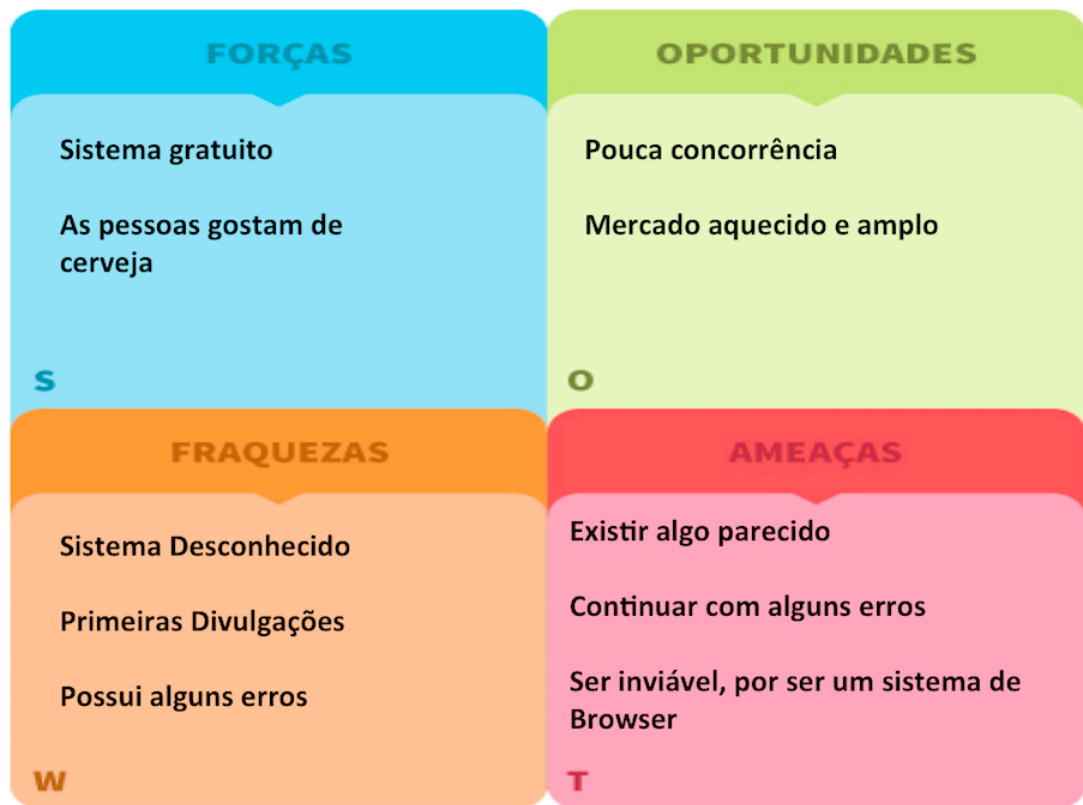 FORÇAS
Sistema gratuito
As pessoas gostam de
cerveja
S
OPORTUNIDADES
Pouca concorrência
Mercado aquecido e amplo
O
FRAQUEZAS
Sistema Desconhecido
Primeiras Divulgações
Possui alguns erros
W
AMEAÇAS
Existir algo parecido
Continuar com alguns erros
Ser inviável, por ser um sistema de
Browser
T